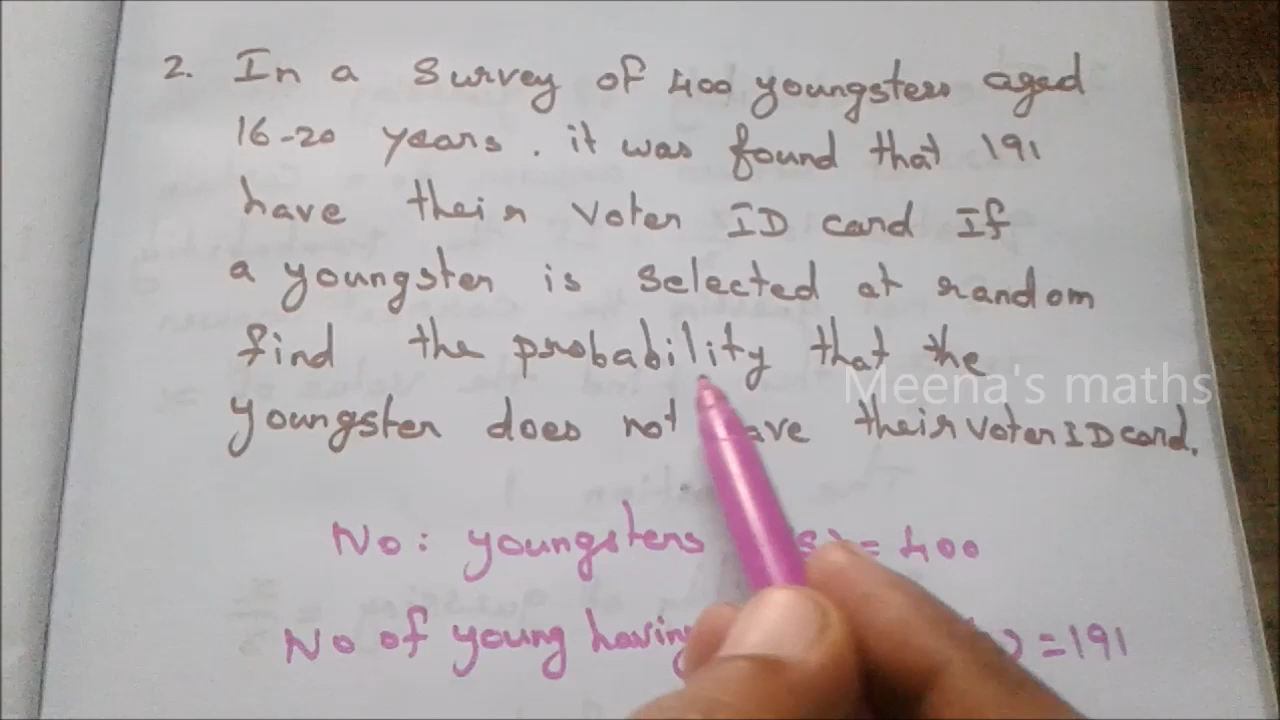 2. In a survey of 400 youngsters aged
16-20 years. it was found that 191
have their voter ID card If
a youngster is selected at random
find the probability that the
Meena's maths
youngster does not have their voter ID card.
No: youngsters = 400
No of young having = 191